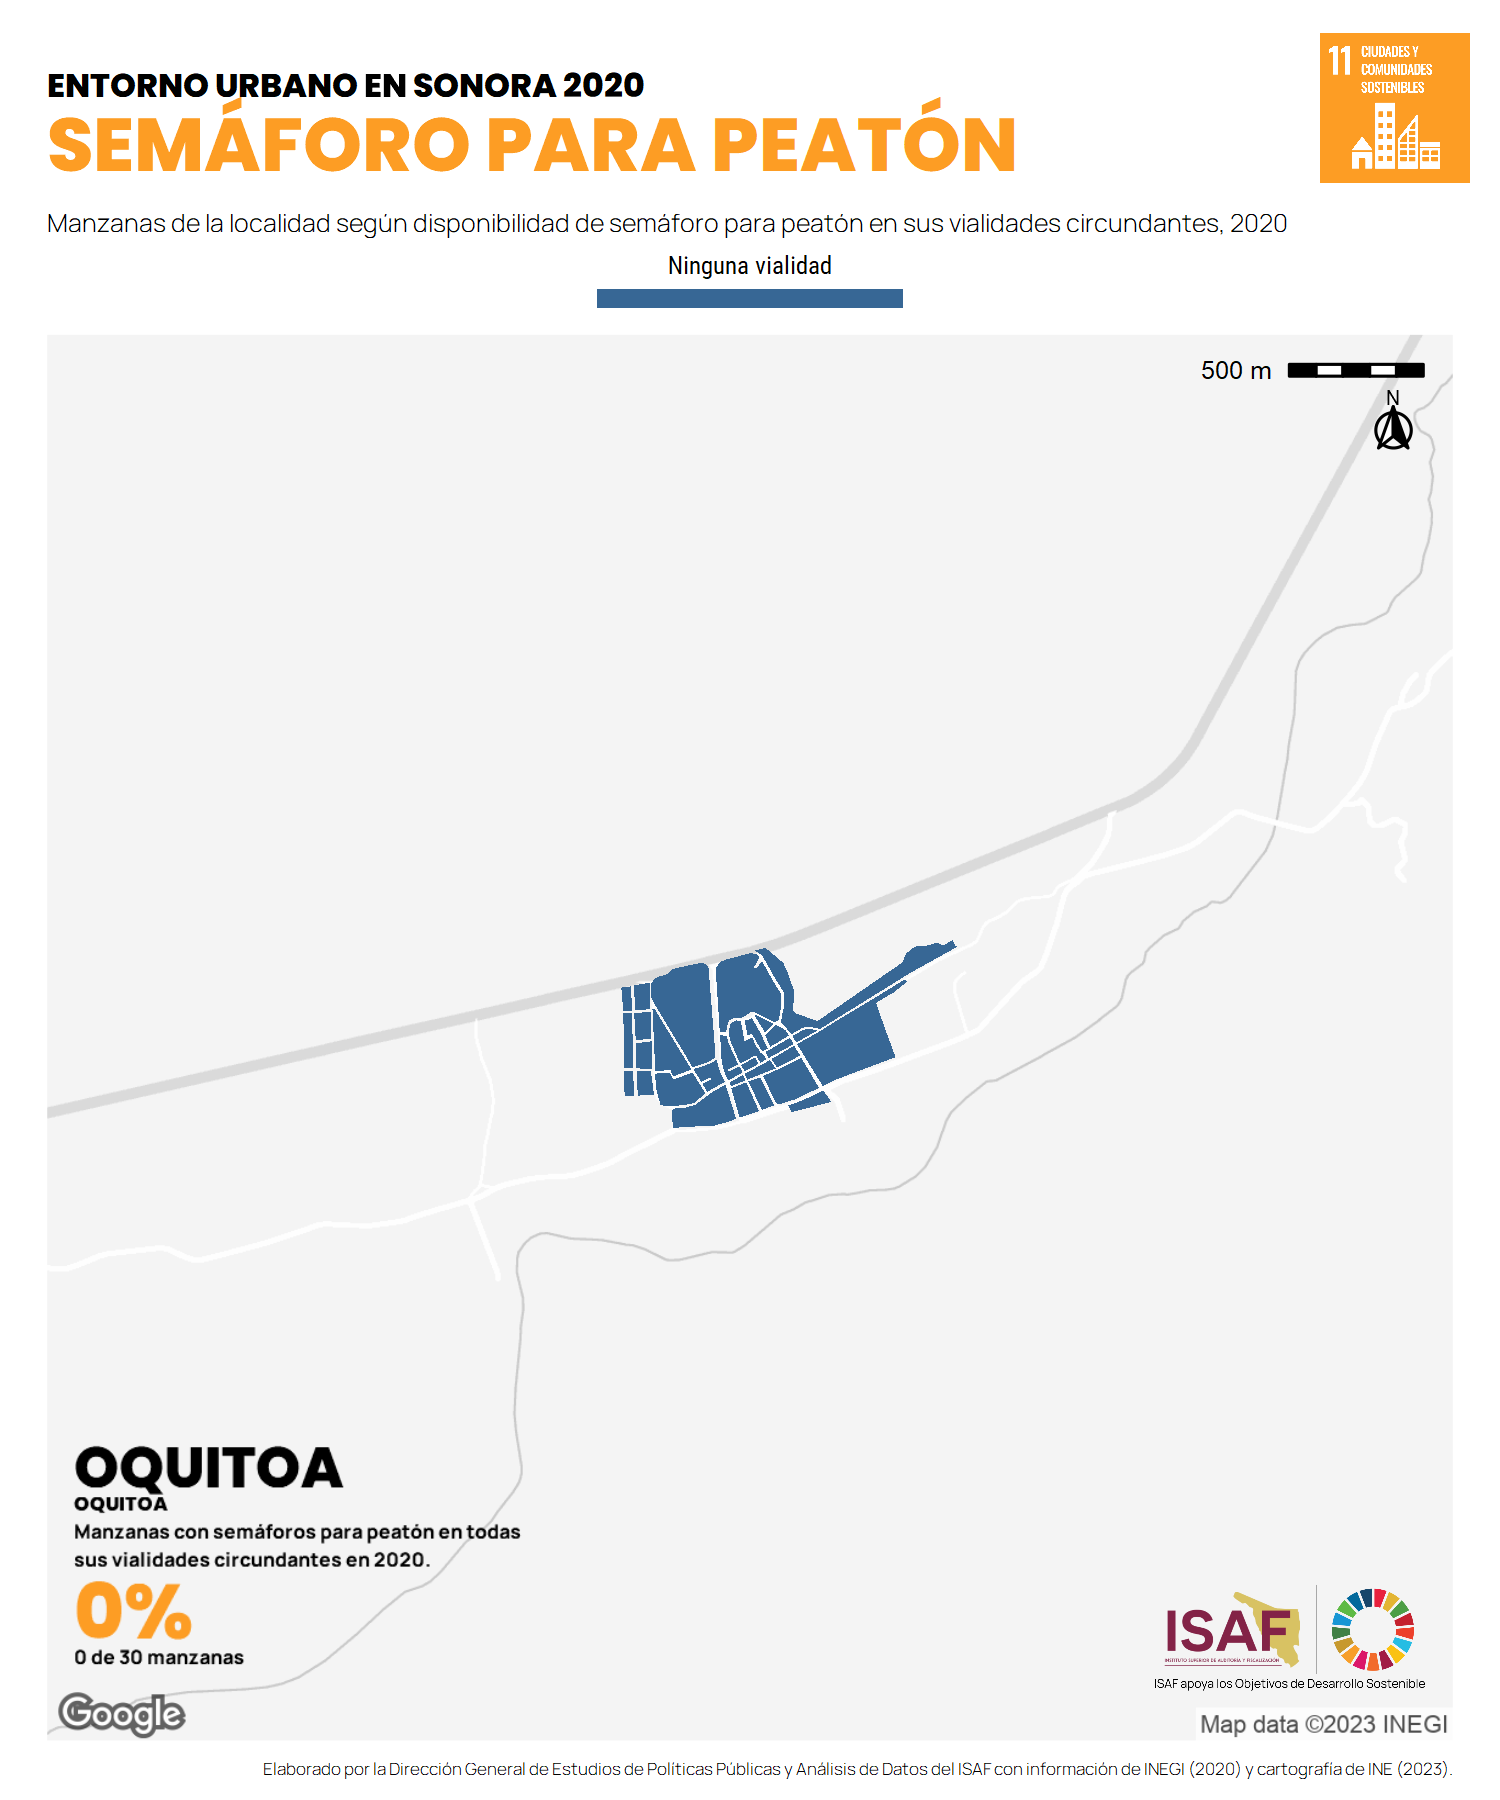 ENTORNO URBANO EN SONORA 2020
SEMÁFORO PARA PEATÓN
11 CIUDADES Y
COMUNIDADES
SOSTENIBLES
Manzanas de la localidad según disponibilidad de semáforo para peatón en sus vialidades circundantes, 2020
Ninguna vialidad
500 m
N
OQUITOA
OQUITOA
Manzanas con semáforos para peatón en todas
sus vialidades circundantes en 2020.
0%
0 de 30 manzanas
ISAF
INSTITUTO SUPERIOR DE AUDITORÍA Y FISCALIZACIÓN
ISAF apoya los Objetivos de Desarrollo Sostenible
Google
Map data ©2023 INEGI
Elaborado por la Dirección General de Estudios de Políticas Públicas y Análisis de Datos del ISAF con información de INEGI (2020) y cartografía de INE (2023).